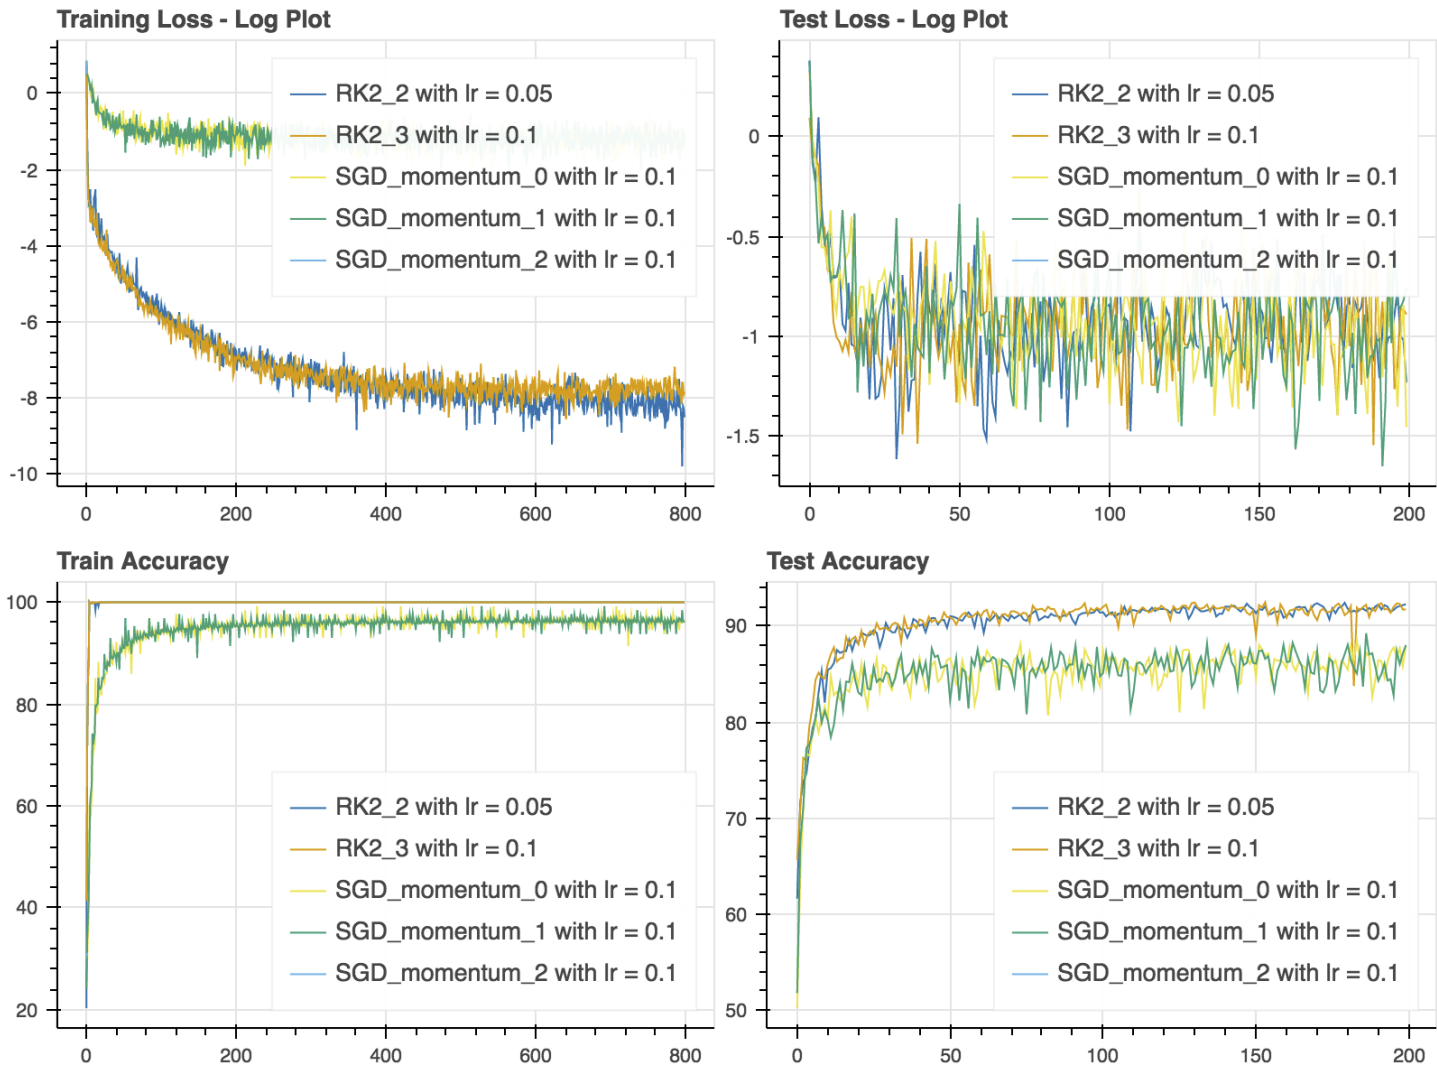 Training Loss - Log Plot
0
-2
-4
-6
-8
-10
0 200 400 600 800
RK2_2 with lr = 0.05
RK2_3 with lr = 0.1
SGD_momentum_0 with lr = 0.1
SGD_momentum_1 with lr = 0.1
SGD_momentum_2 with lr = 0.1
Test Loss - Log Plot
0
-0.5
-1
-1.5
0 50 100 150 200
RK2_2 with lr = 0.05
RK2_3 with lr = 0.1
SGD_momentum_0 with lr = 0.1
SGD_momentum_1 with lr = 0.1
SGD_momentum_2 with lr = 0.1
Train Accuracy
100
80
60
40
20
0 200 400 600 800
RK2_2 with lr = 0.05
RK2_3 with lr = 0.1
SGD_momentum_0 with lr = 0.1
SGD_momentum_1 with lr = 0.1
SGD_momentum_2 with lr = 0.1
Test Accuracy
90
80
70
60
50
0 50 100 150 200
RK2_2 with lr = 0.05
RK2_3 with lr = 0.1
SGD_momentum_0 with lr = 0.1
SGD_momentum_1 with lr = 0.1
SGD_momentum_2 with lr = 0.1